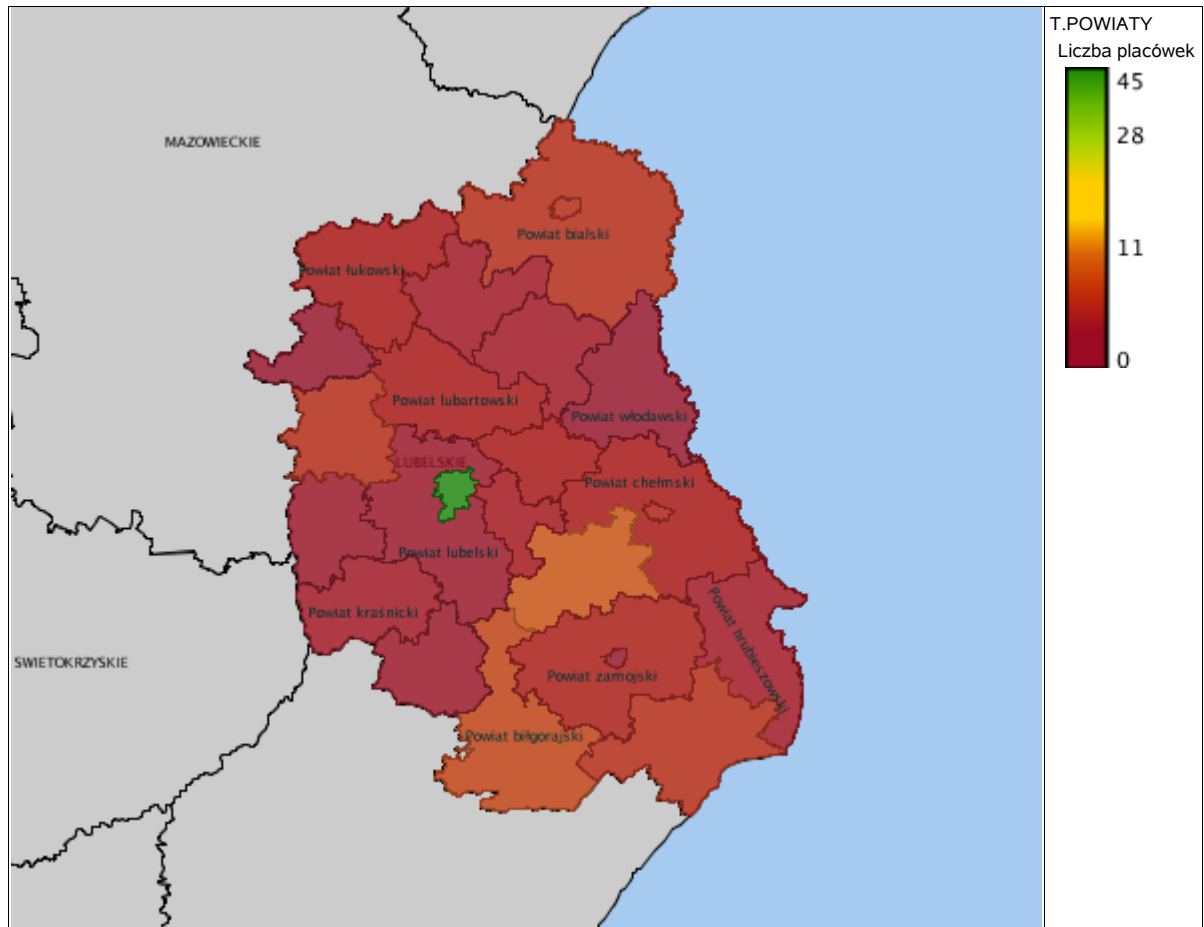 T.POWIATY
Liczba placówek
45
28
11
0
MAZOWIECKIE
Powiat bialski
Powiat łukowski
Powiat lubartowski
Powiat włodawski
LUBELSKIE
Powiat chełmski
Powiat lubelski
Powiat kraśnicki
Powiat hrubieszowski
SWIETOKRZYSKIE
Powiat zamojski
Powiat biłgorajski